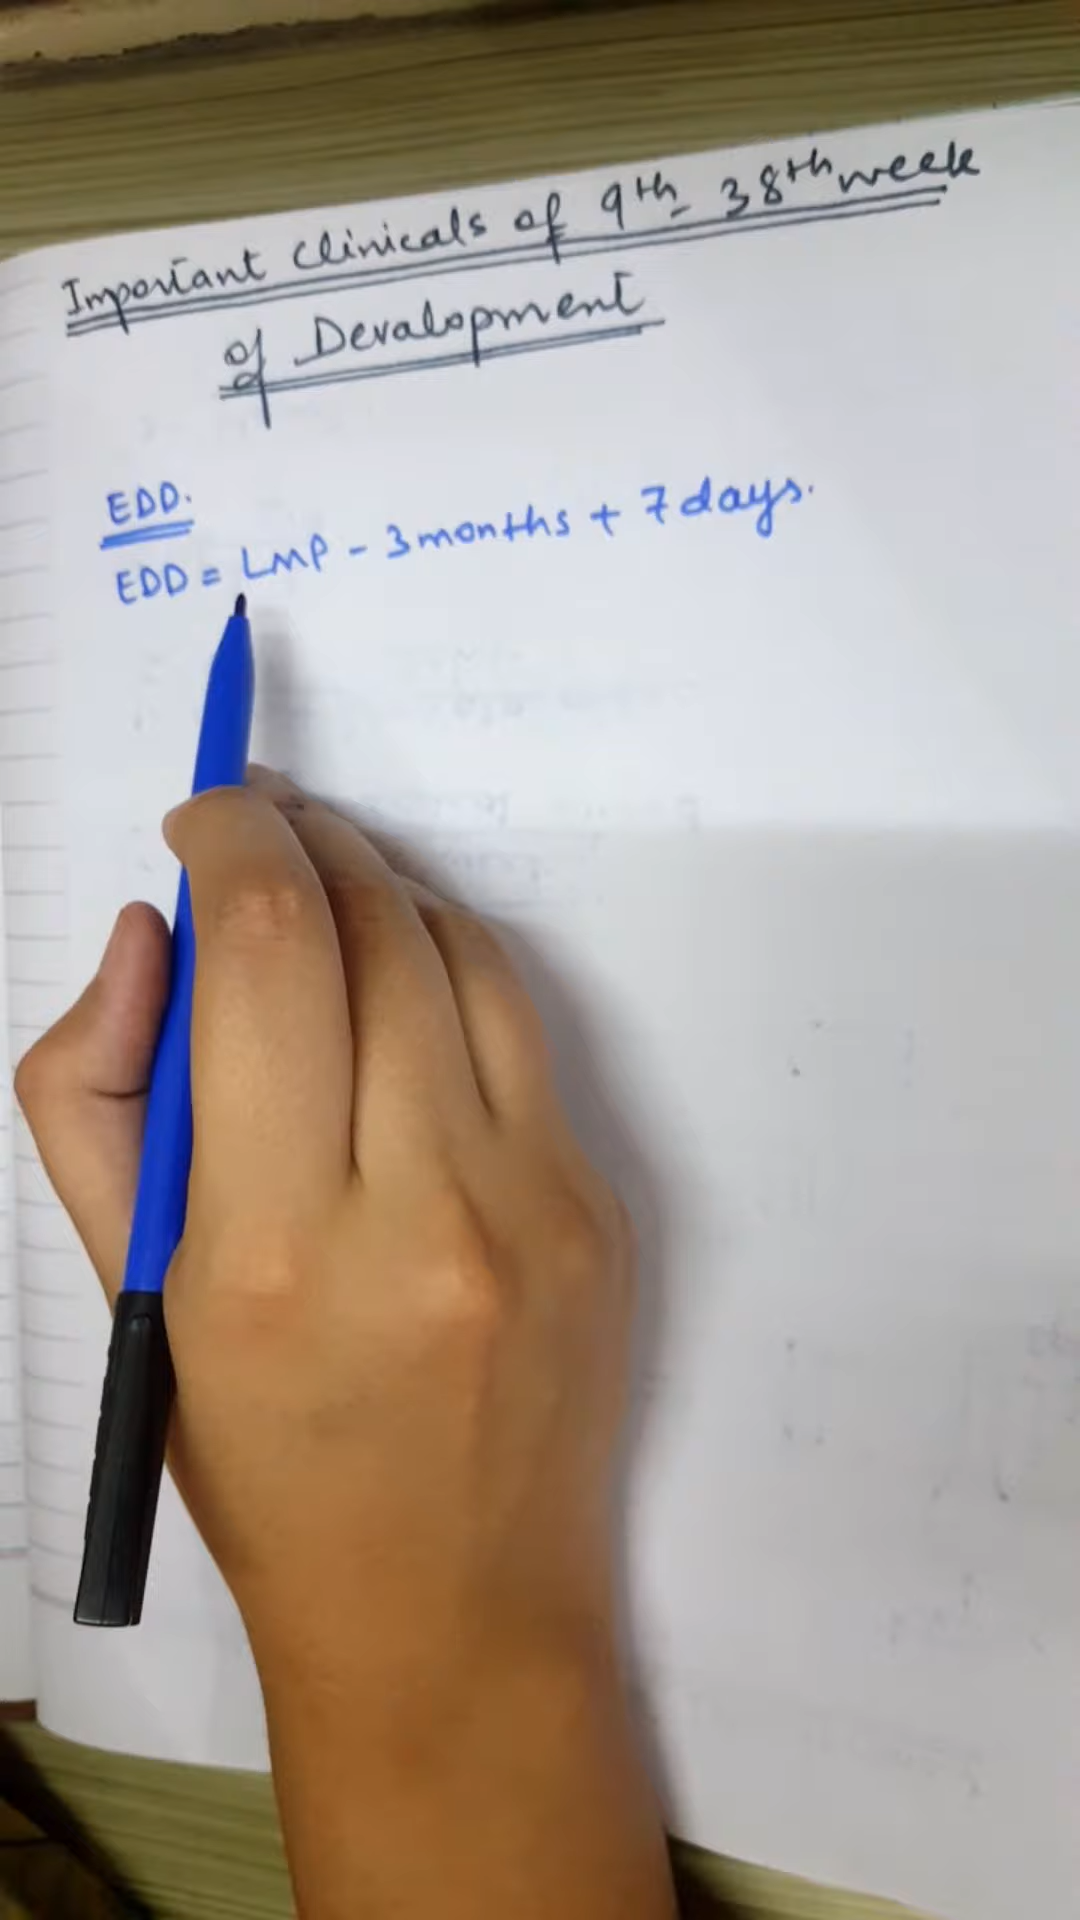 Important Clinicals of 9th - 38th week
of Devalopment
EDD.
EDD = LMP - 3 months + 7 days.